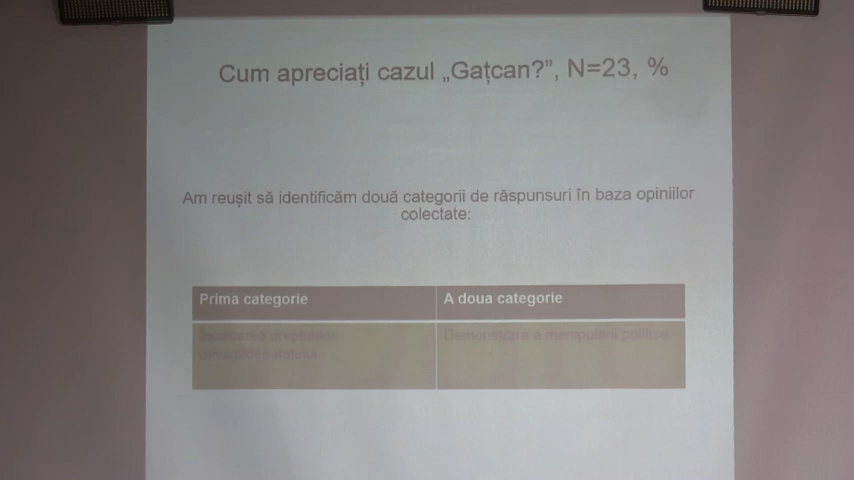 Cum apreciați cazul „Gațcan?”, N=23, %
Am reușit să identificăm două categorii de răspunsuri în baza opiniilor
colectate:
Prima categorie
A doua categorie
Demonstrare a manipulării politice